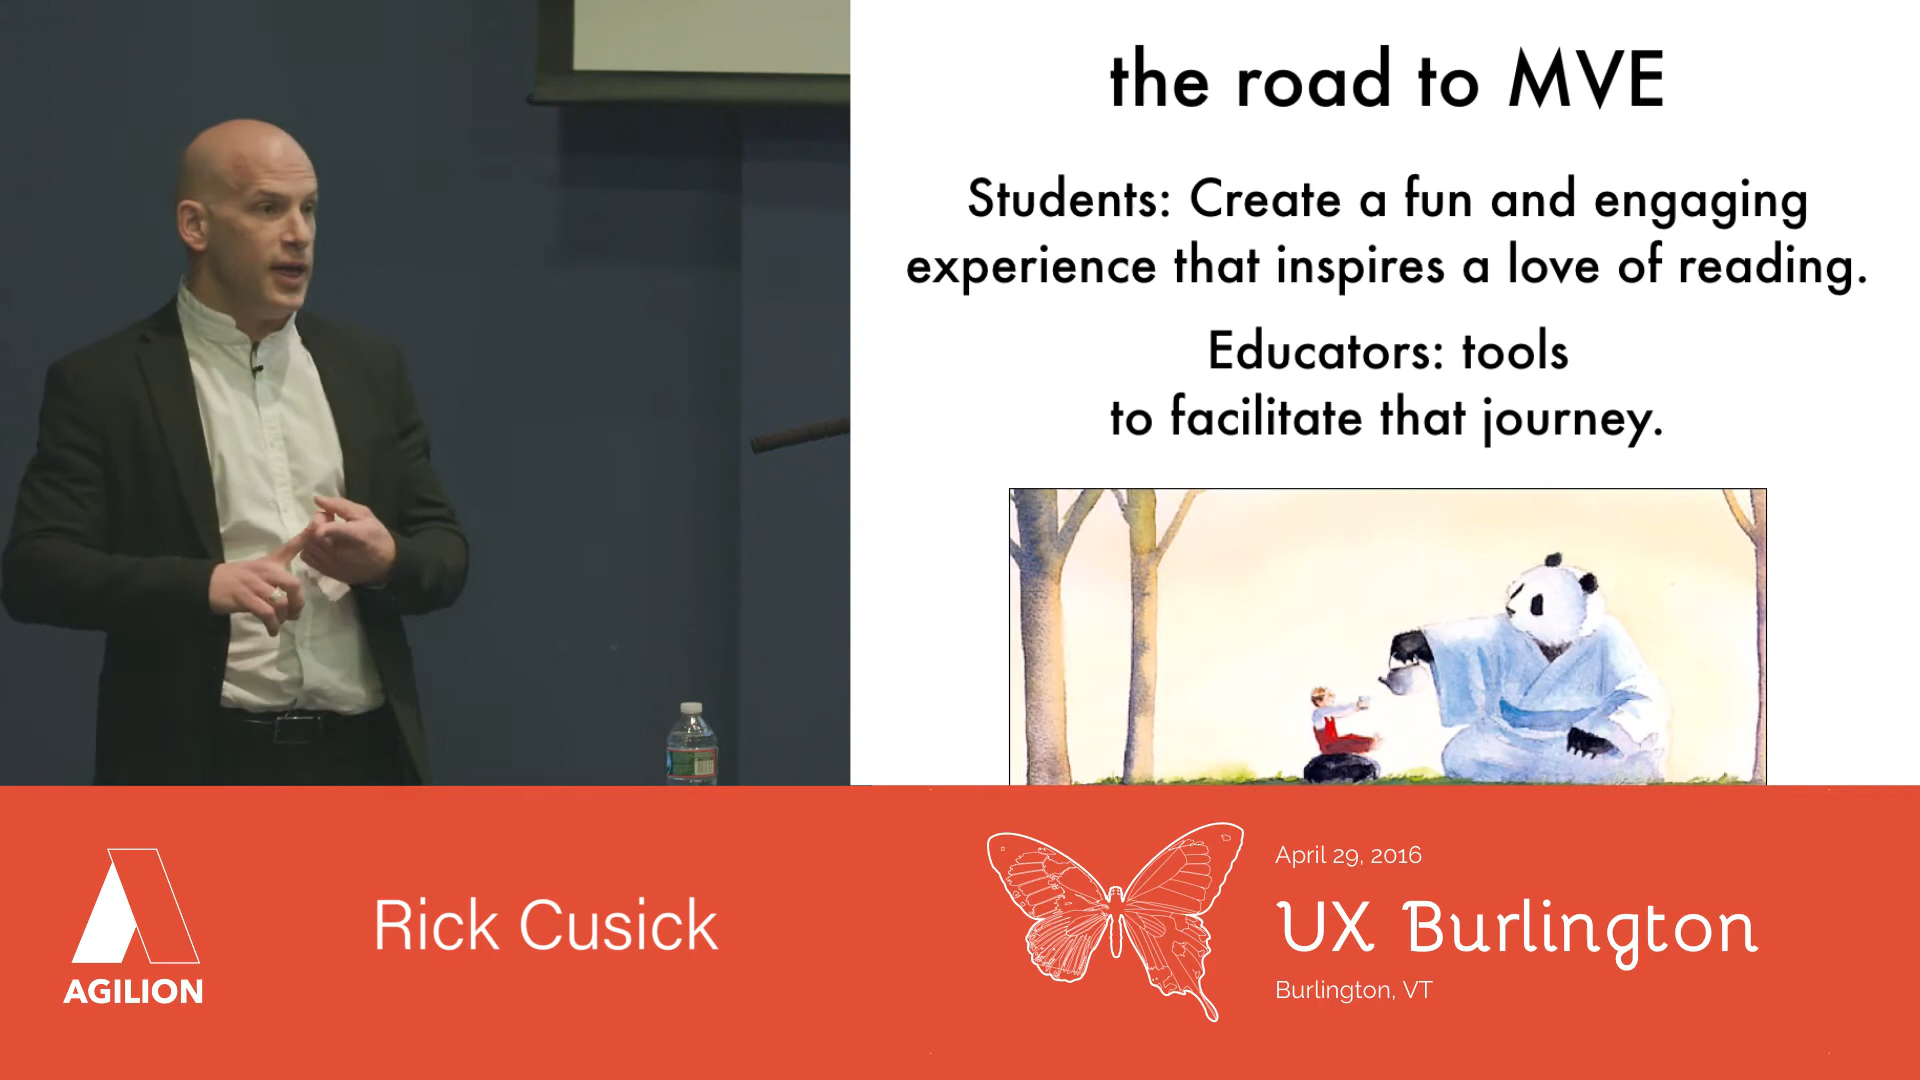 the road to MVE
Students: Create a fun and engaging
experience that inspires a love of reading.
Educators: tools
to facilitate that journey.
AGILION
Rick Cusick
April 29, 2016
UX Burlington
Burlington, VT